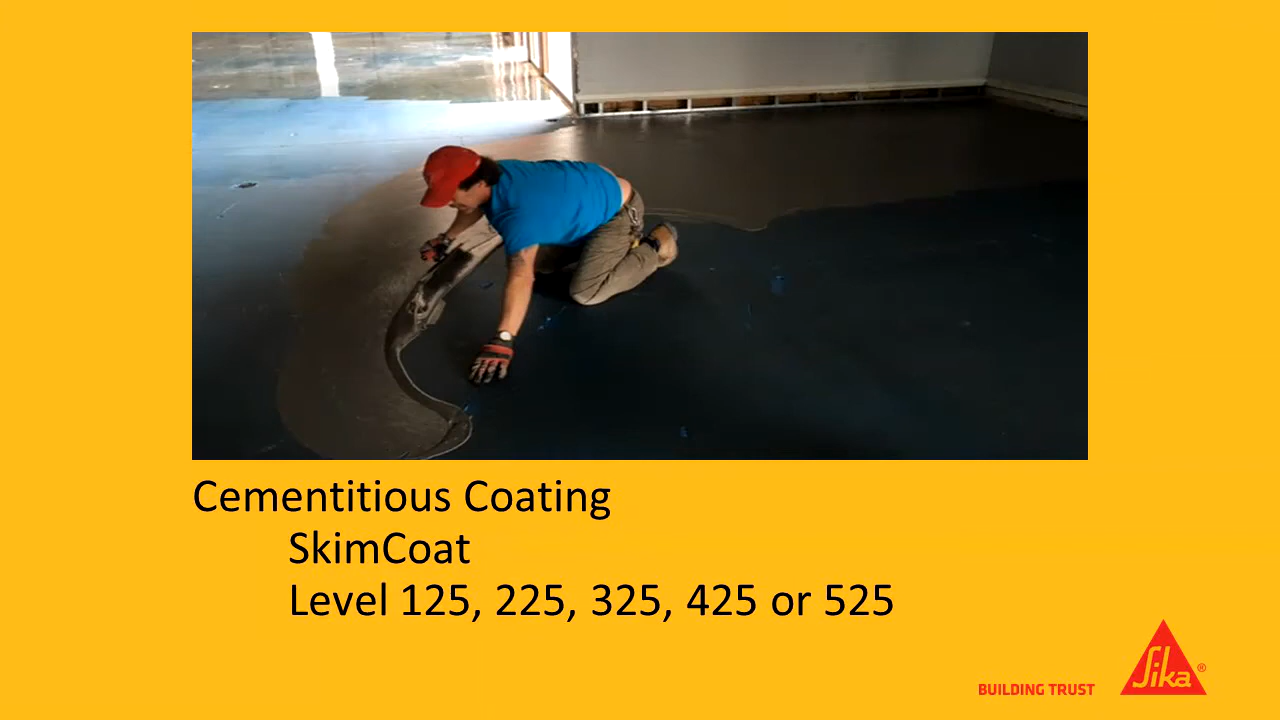 Cementitious Coating
SkimCoat
Level 125, 225, 325, 425 or 525
BUILDING TRUST
Sika®